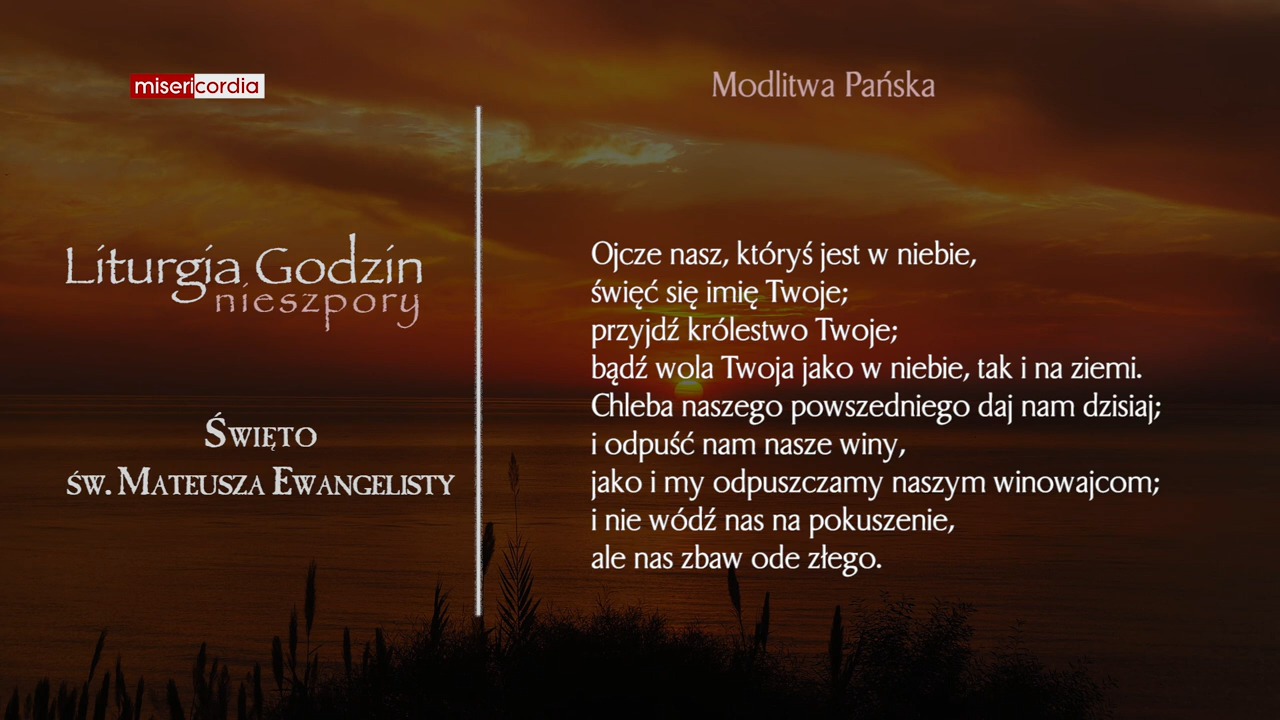 misericordia
Modlitwa Pańska
Liturgia Godzin
nieszpory
Święto
św. Mateusza Ewangelisty
Ojcze nasz, któryś jest w niebie,
święć się imię Twoje;
przyjdź królestwo Twoje;
bądź wola Twoja jako w niebie, tak i na ziemi.
Chleba naszego powszedniego daj nam dzisiaj;
i odpuść nam nasze winy,
jako i my odpuszczamy naszym winowajcom;
i nie wódź nas na pokuszenie,
ale nas zbaw ode złego.